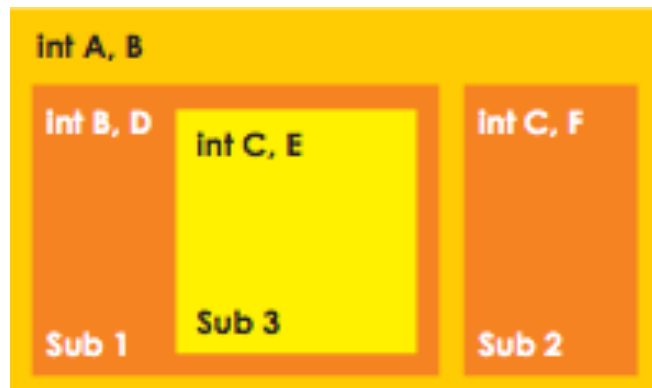 int A, B
int B, D
int C, E
Sub 3
Sub 1
int C, F
Sub 2